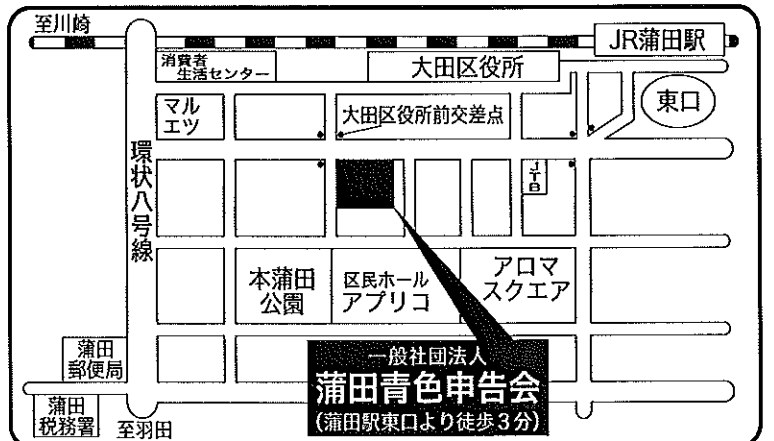 至川崎
JR蒲田駅
消費者
生活センター
大田区役所
東口
マル
エツ
大田区役所前交差点
環状八号線
JTB
本蒲田
公園
区民ホール
アプリコ
アロマ
スクエア
蒲田
郵便局
一般社団法人
蒲田青色申告会
(蒲田駅東口より徒歩3分)
蒲田
税務署
至羽田